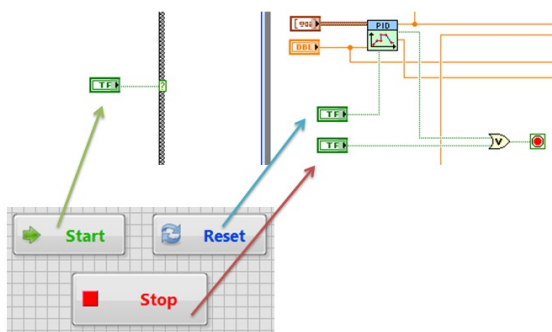 PID
DBL
TF
?
TF
TF
V
Start
Reset
Stop